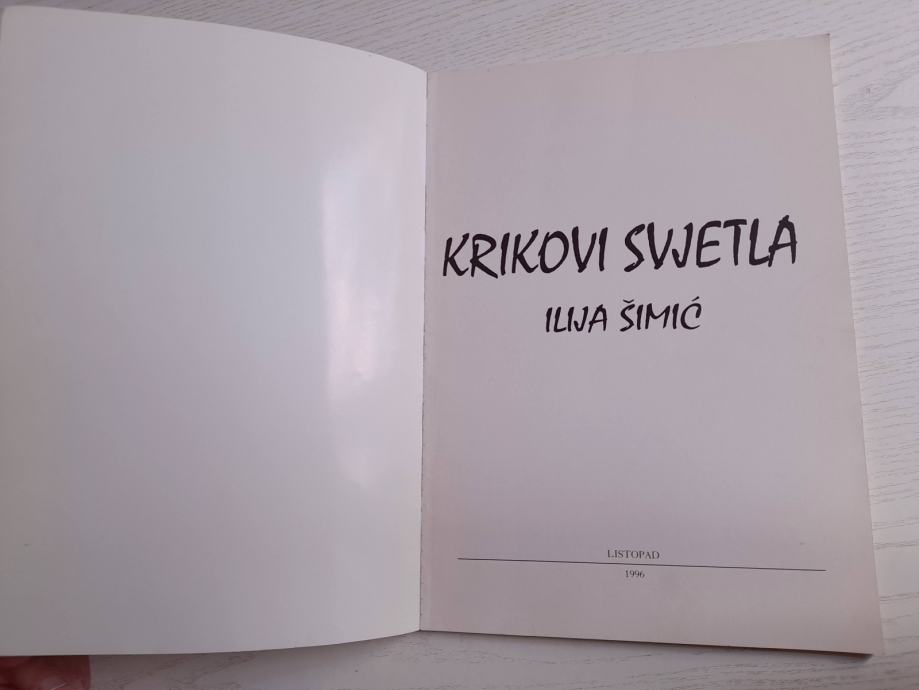 KRIKOVI SVJETLA
ILIJA ŠIMIĆ
LISTOPAD
1996